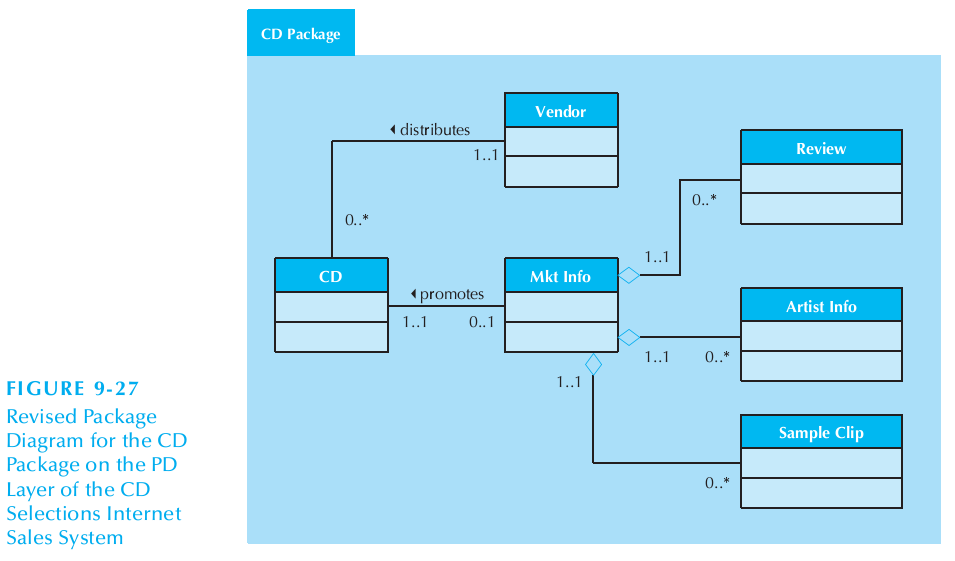 CD Package
Vendor
distributes
1..1
0..*
Review
0..*
1..1
CD
promotes
1..1
0..1
Mkt Info
Artist Info
1..1
0..*
1..1
Sample Clip
0..*
FIGURE 9-27
Revised Package
Diagram for the CD
Package on the PD
Layer of the CD
Selections Internet
Sales System